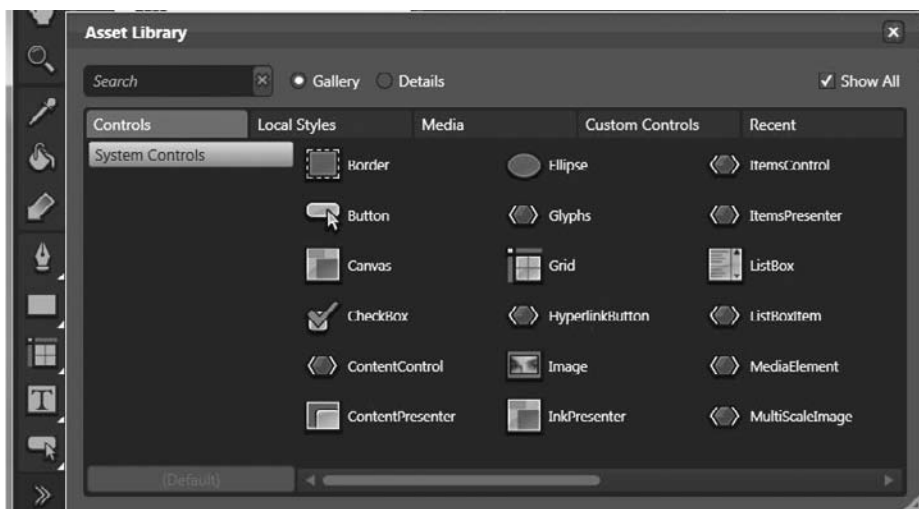 Asset Library
Search
Gallery
Details
Show All
Controls
Local Styles
Media
Custom Controls
Recent
System Controls
Border
Ellipse
ItemsControl
Button
Glyphs
ItemsPresenter
Canvas
Grid
ListBox
CheckBox
HyperlinkButton
ListBoxItem
ContentControl
Image
MediaElement
ContentPresenter
InkPresenter
MultiScaleImage
(Default)